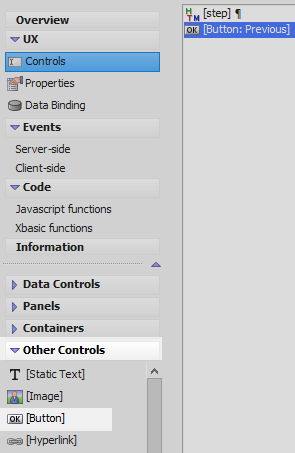 Overview
UX
Controls
Properties
Data Binding
Events
Server-side
Client-side
Code
Javascript functions
Xbasic functions
Information
Data Controls
Panels
Containers
Other Controls
T [Static Text]
[Image]
OK [Button]
[Hyperlink]
HTM [step] ¶
OK [Button: Previous]